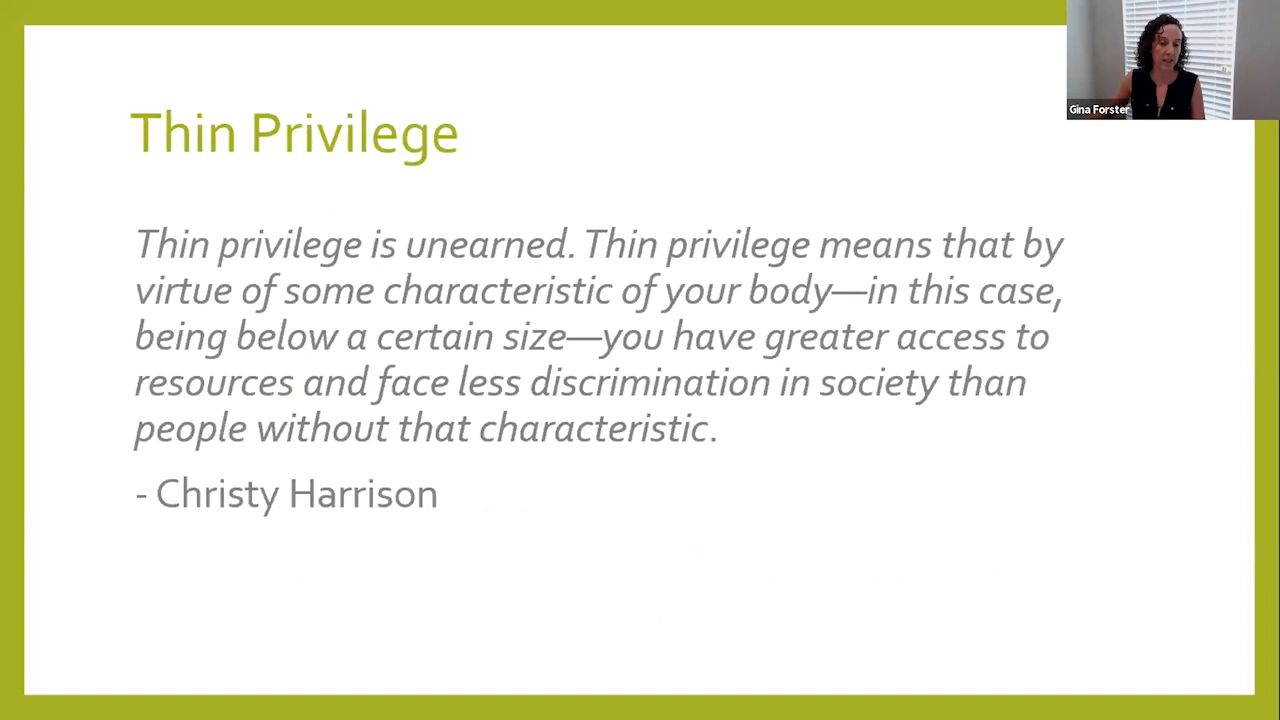 Thin Privilege
Thin privilege is unearned. Thin privilege means that by
virtue of some characteristic of your body—in this case,
being below a certain size—you have greater access to
resources and face less discrimination in society than
people without that characteristic.
- Christy Harrison
Gina Forster